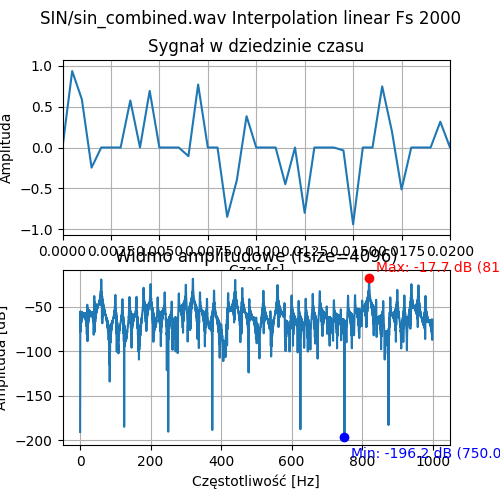 SIN/sin_combined.wav Interpolation linear Fs 2000
Sygnał w dziedzinie czasu
1.0
0.5
0.0
−0.5
−1.0
Amplituda
0.0000 0.0025 0.0050 0.0075 0.0100 0.0125 0.0150 0.0175 0.0200
Czas [s]
Widmo amplitudowe (fsize=4096)
Max: -17.7 dB (81
−50
−100
−150
−200
Amplituda [dB]
Min: -196.2 dB (750.0
0 200 400 600 800 1000
Częstotliwość [Hz]